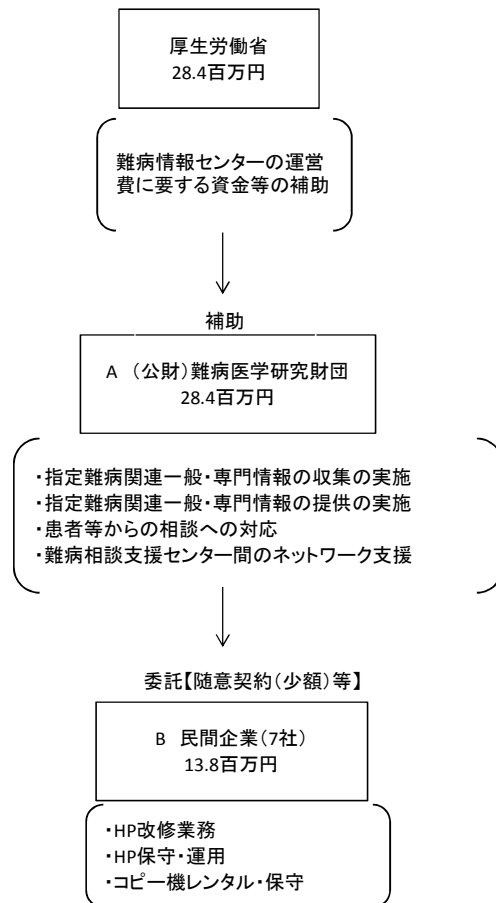 厚生労働省
28.4百万円
難病情報センターの運営
費に要する資金等の補助
補助
A （公財）難病医学研究財団
28.4百万円
・指定難病関連一般・専門情報の収集の実施
・指定難病関連一般・専門情報の提供の実施
・患者等からの相談への対応
・難病相談支援センター間のネットワーク支援
委託【随意契約（少額）等】
B 民間企業（7社）
13.8百万円
・HP改修業務
・HP保守・運用
・コピー機レンタル・保守